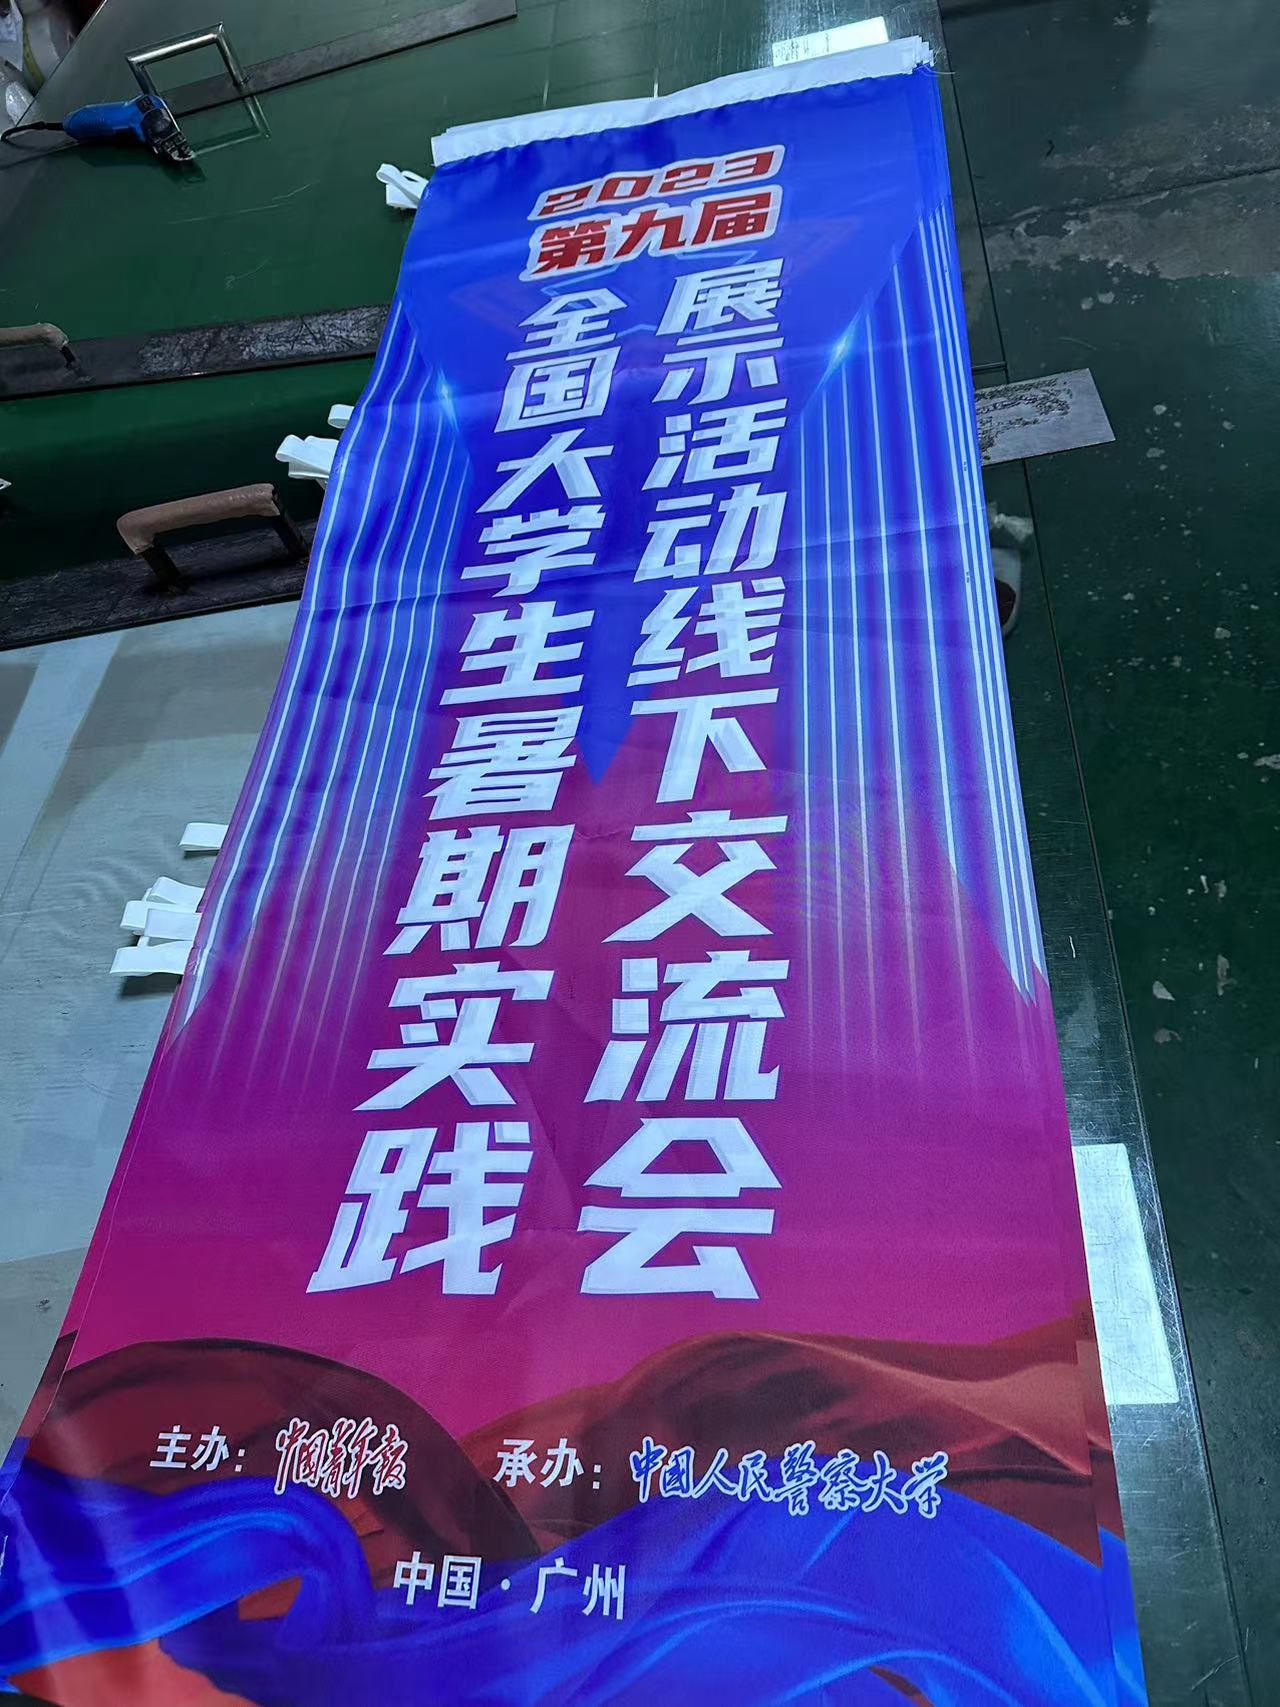 2023
第九届
全国大学生暑期实践
展示活动线下交流会
主办：中国青年报
承办：中国人民警察大学
中国·广州